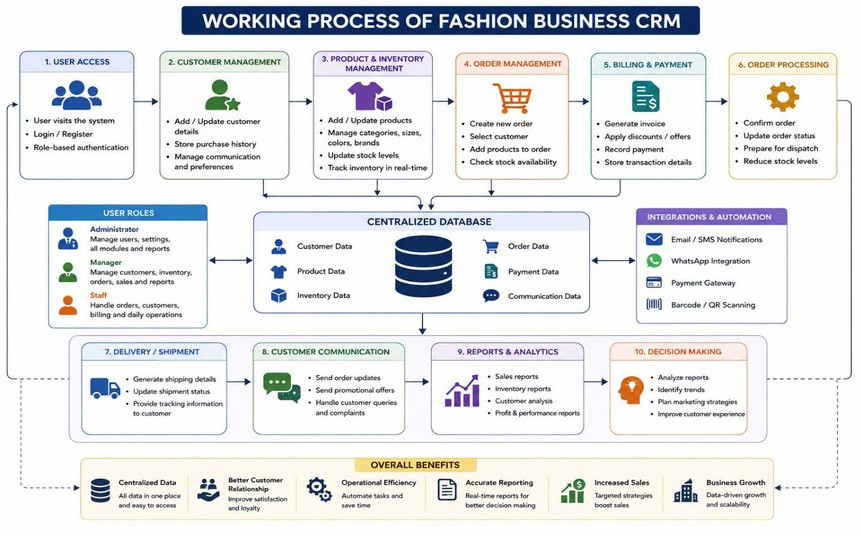 WORKING PROCESS OF FASHION BUSINESS CRM
1. USER ACCESS
• User visits the system
• Login / Register
• Role-based authentication
2. CUSTOMER MANAGEMENT
• Add / Update customer
details
• Store purchase history
• Manage communication
and preferences
3. PRODUCT & INVENTORY
MANAGEMENT
• Add / Update products
• Manage categories, sizes,
colors, brands
• Update stock levels
• Track inventory in real-time
4. ORDER MANAGEMENT
• Create new order
• Select customer
• Add products to order
• Check stock availability
5. BILLING & PAYMENT
• Generate invoice
• Apply discounts / offers
• Record payment
• Store transaction details
6. ORDER PROCESSING
• Confirm order
• Update order status
• Prepare for dispatch
• Reduce stock levels
USER ROLES
Administrator
Manage users, settings,
all modules and reports
Manager
Manage customers, inventory,
orders, sales and reports
Staff
Handle orders, customers,
billing and daily operations
CENTRALIZED DATABASE
Customer Data
Product Data
Inventory Data
Order Data
Payment Data
Communication Data
INTEGRATIONS & AUTOMATION
Email / SMS Notifications
WhatsApp Integration
Payment Gateway
Barcode / QR Scanning
7. DELIVERY / SHIPMENT
• Generate shipping details
• Update shipment status
• Provide tracking information
to customer
8. CUSTOMER COMMUNICATION
• Send order updates
• Send promotional offers
• Handle customer queries
and complaints
9. REPORTS & ANALYTICS
• Sales reports
• Inventory reports
• Customer analysis
• Profit & performance reports
10. DECISION MAKING
• Analyze reports
• Identify trends
• Plan marketing strategies
• Improve customer experience
OVERALL BENEFITS
Centralized Data
All data in one place
and easy to access
Better Customer
Relationship
Improve satisfaction
and loyalty
Operational Efficiency
Automate tasks and
save time
Accurate Reporting
Real-time reports for
better decision making
Increased Sales
Targeted strategies
boost sales
Business Growth
Data-driven growth
and scalability